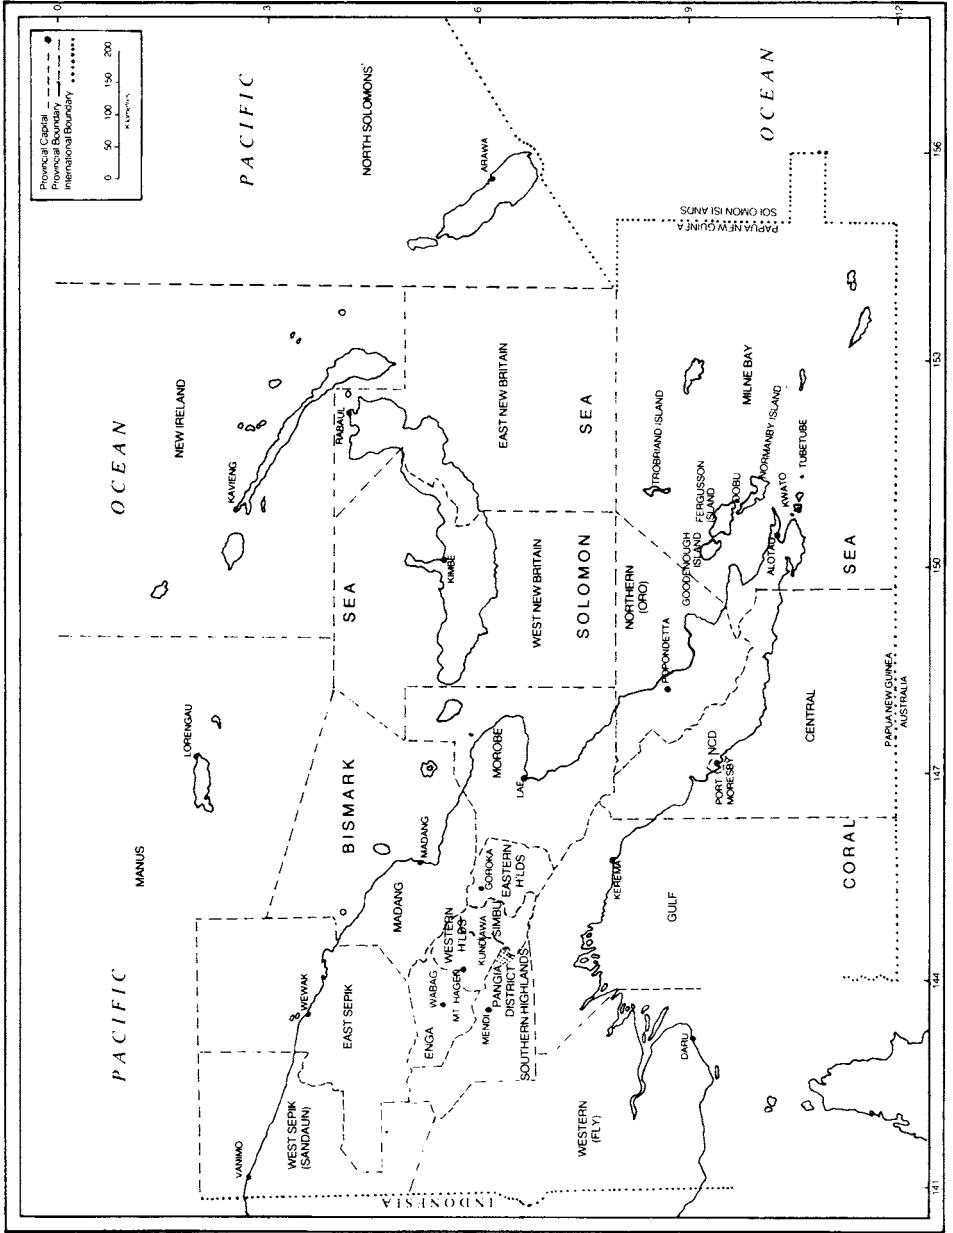 Provincial Capital
Provincial Boundary
International Boundary
0 50 100 150 200
Kilometres
0
3
6
9
12
141
144
147
150
153
156
PACIFIC
OCEAN
PACIFIC
OCEAN
MANUS
LORENGAU
NEW IRELAND
KAVIENG
NORTH SOLOMONS'
ARAWA
BISMARK
SEA
RABAUL
KIMBE
EAST NEW BRITAIN
WEST NEW BRITAIN
SOLOMON
SEA
VANIMO
WEST SEPIK
(SANDAUN)
WEWAK
EAST SEPIK
MADANG
MADANG
ENGA
WABAG
WESTERN
H'LDS
MT HAGEN
KUNDIAWA
SIMBU
GOROKA
EASTERN
H'LDS
MENDI
PANGIA
DISTRICT
SOUTHERN HIGHLANDS
MOROBE
LAE
INDONESIA
WESTERN
(FLY)
DARU
GULF
KEREMA
PORT
MORESBY
NCD
CENTRAL
NORTHERN
(ORO)
POPONDETTA
TROBRIAND ISLAND
GOODENOUGH
ISLAND
FERGUSSON
ISLAND
DOBU
NORMANBY ISLAND
MILNE BAY
ALOTAU
KWATO
TUBETUBE
CORAL
SEA
PAPUA NEW GUINEA
SOLOMON ISLANDS
PAPUA NEW GUINEA
AUSTRALIA